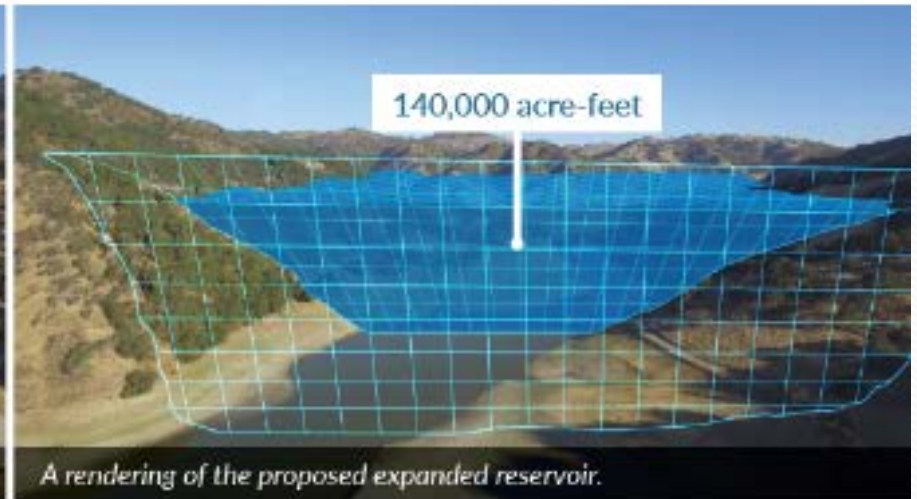 140,000 acre-feet
A rendering of the proposed expanded reservoir.